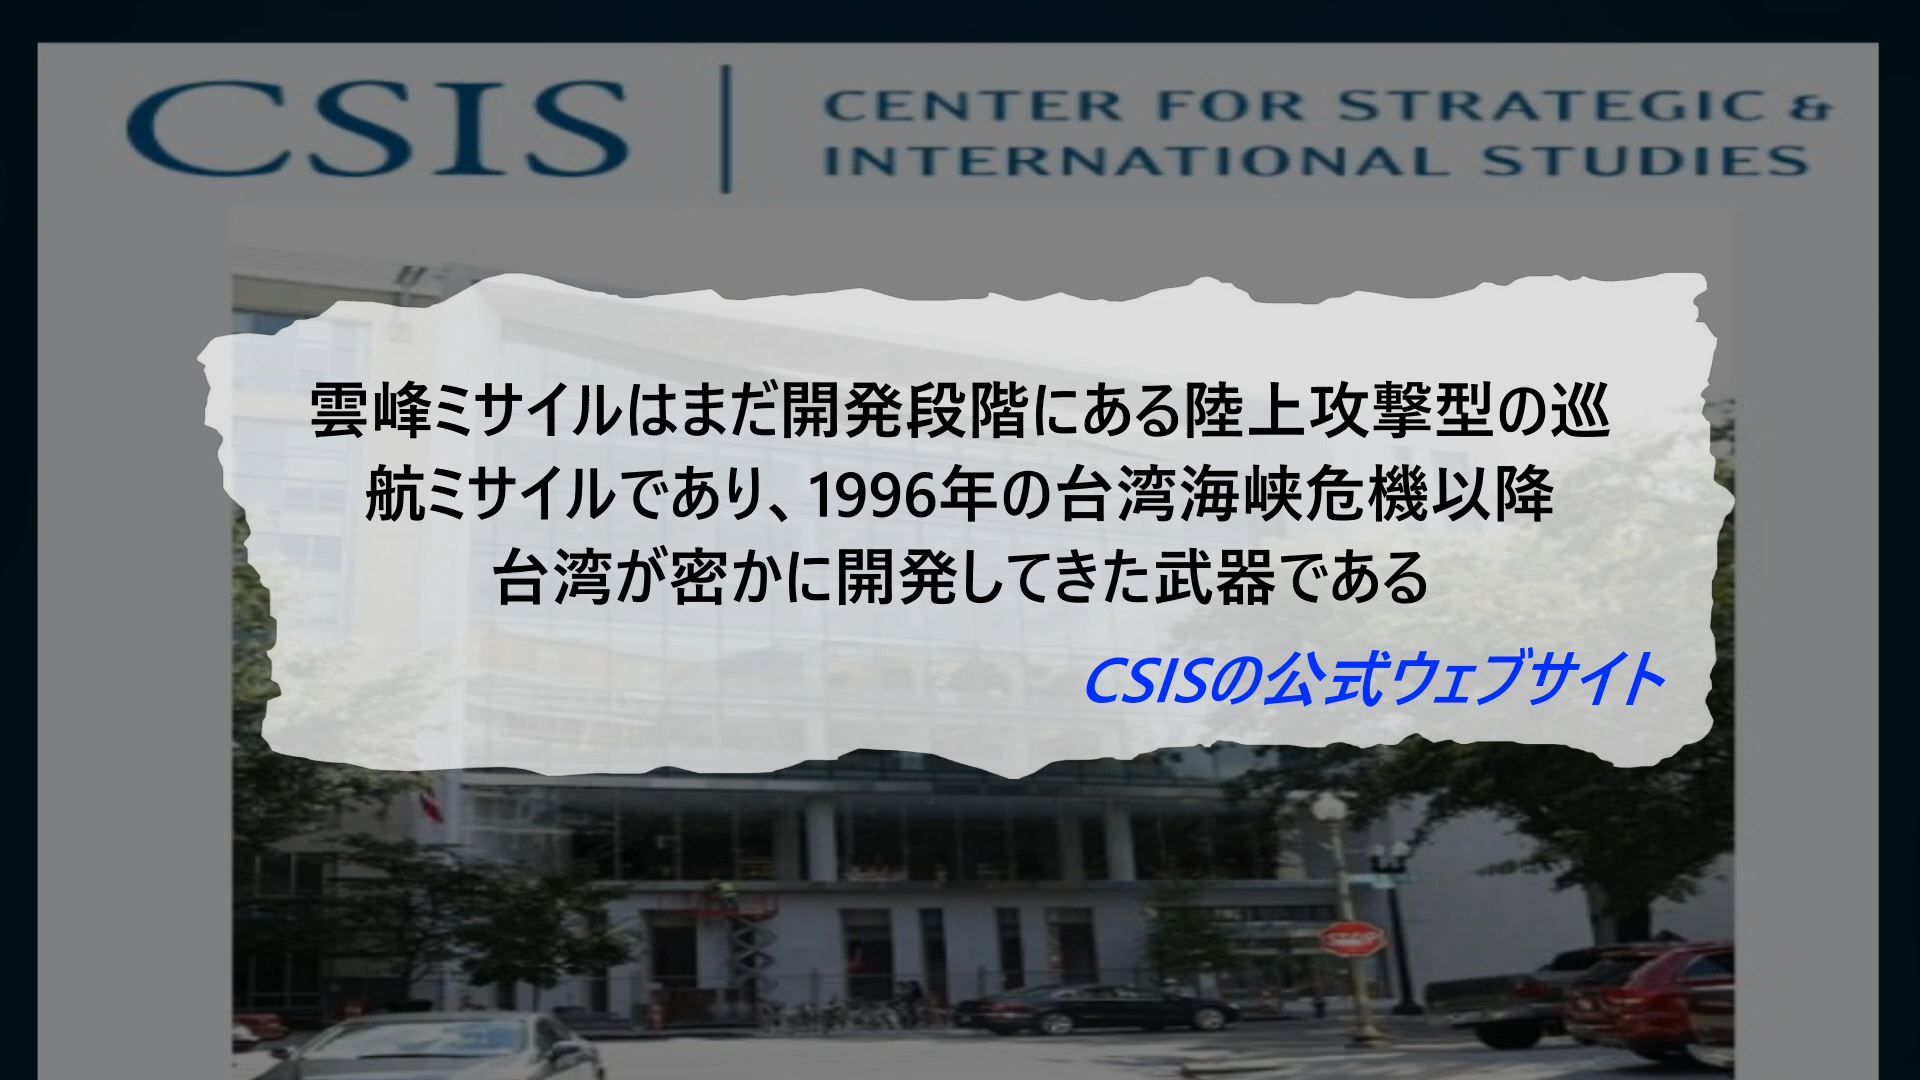 CSIS
CENTER FOR STRATEGIC &
INTERNATIONAL STUDIES
雲峰ミサイルはまだ開発段階にある陸上攻撃型の巡
航ミサイルであり、1996年の台湾海峡危機以降
台湾が密かに開発してきた武器である
CSISの公式ウェブサイト
STOP